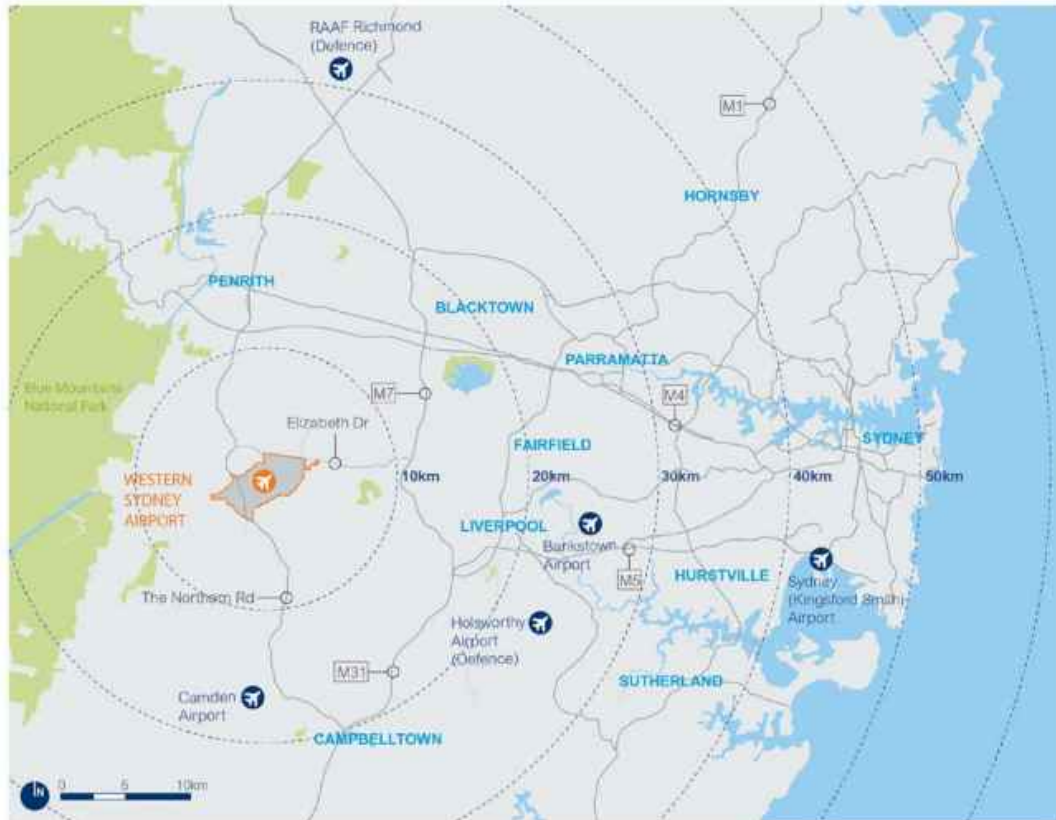 RAAF Richmond
(Defence)
M1
HORNSBY
PENRITH
BLACKTOWN
PARRAMATTA
Blue Mountains
National Park
M7
M4
Elizabeth Dr
FAIRFIELD
SYDNEY
WESTERN
SYDNEY
AIRPORT
10km
20km
30km
40km
50km
LIVERPOOL
Bankstown
Airport
M5
HURSTVILLE
Sydney
(Kingsford Smith)
Airport
The Northern Rd
Holsworthy
Airport
(Defence)
M31
SUTHERLAND
Camden
Airport
CAMPBELLTOWN
N
0 5 10km